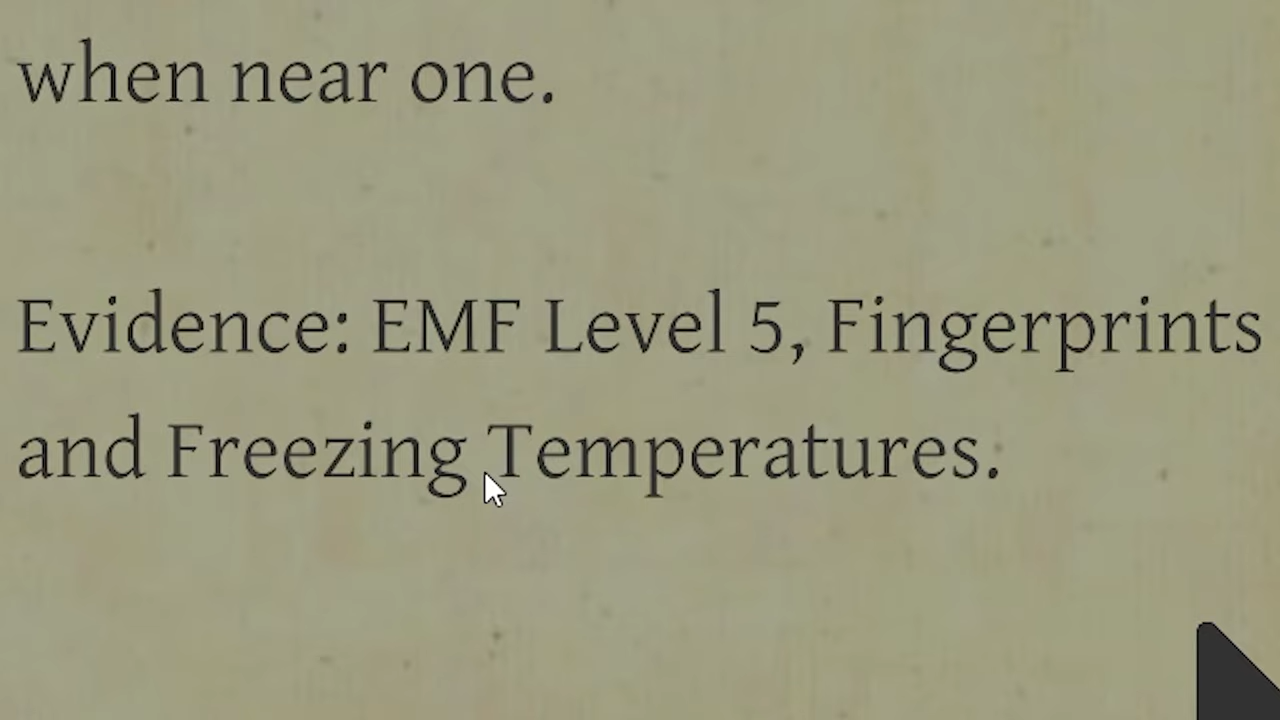 when near one.
Evidence: EMF Level 5, Fingerprints
and Freezing Temperatures.